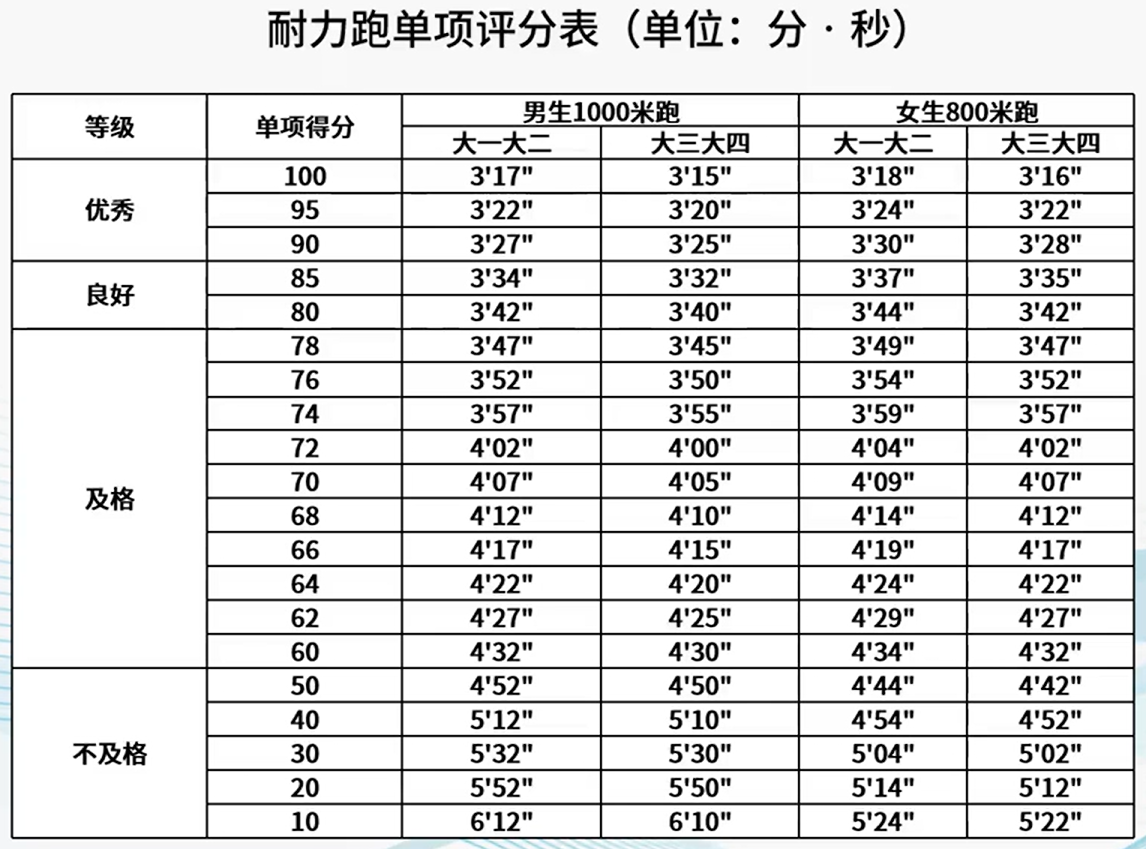 耐力跑单项评分表（单位：分·秒）
等级 单项得分 男生1000米跑 女生800米跑
大一大二 大三大四 大一大二 大三大四
优秀 100 3'17" 3'15" 3'18" 3'16"
95 3'22" 3'20" 3'24" 3'22"
90 3'27" 3'25" 3'30" 3'28"
良好 85 3'34" 3'32" 3'37" 3'35"
80 3'42" 3'40" 3'44" 3'42"
及格 78 3'47" 3'45" 3'49" 3'47"
76 3'52" 3'50" 3'54" 3'52"
74 3'57" 3'55" 3'59" 3'57"
72 4'02" 4'00" 4'04" 4'02"
70 4'07" 4'05" 4'09" 4'07"
68 4'12" 4'10" 4'14" 4'12"
66 4'17" 4'15" 4'19" 4'17"
64 4'22" 4'20" 4'24" 4'22"
62 4'27" 4'25" 4'29" 4'27"
60 4'32" 4'30" 4'34" 4'32"
不及格 50 4'52" 4'50" 4'44" 4'42"
40 5'12" 5'10" 4'54" 4'52"
30 5'32" 5'30" 5'04" 5'02"
20 5'52" 5'50" 5'14" 5'12"
10 6'12" 6'10" 5'24" 5'22"